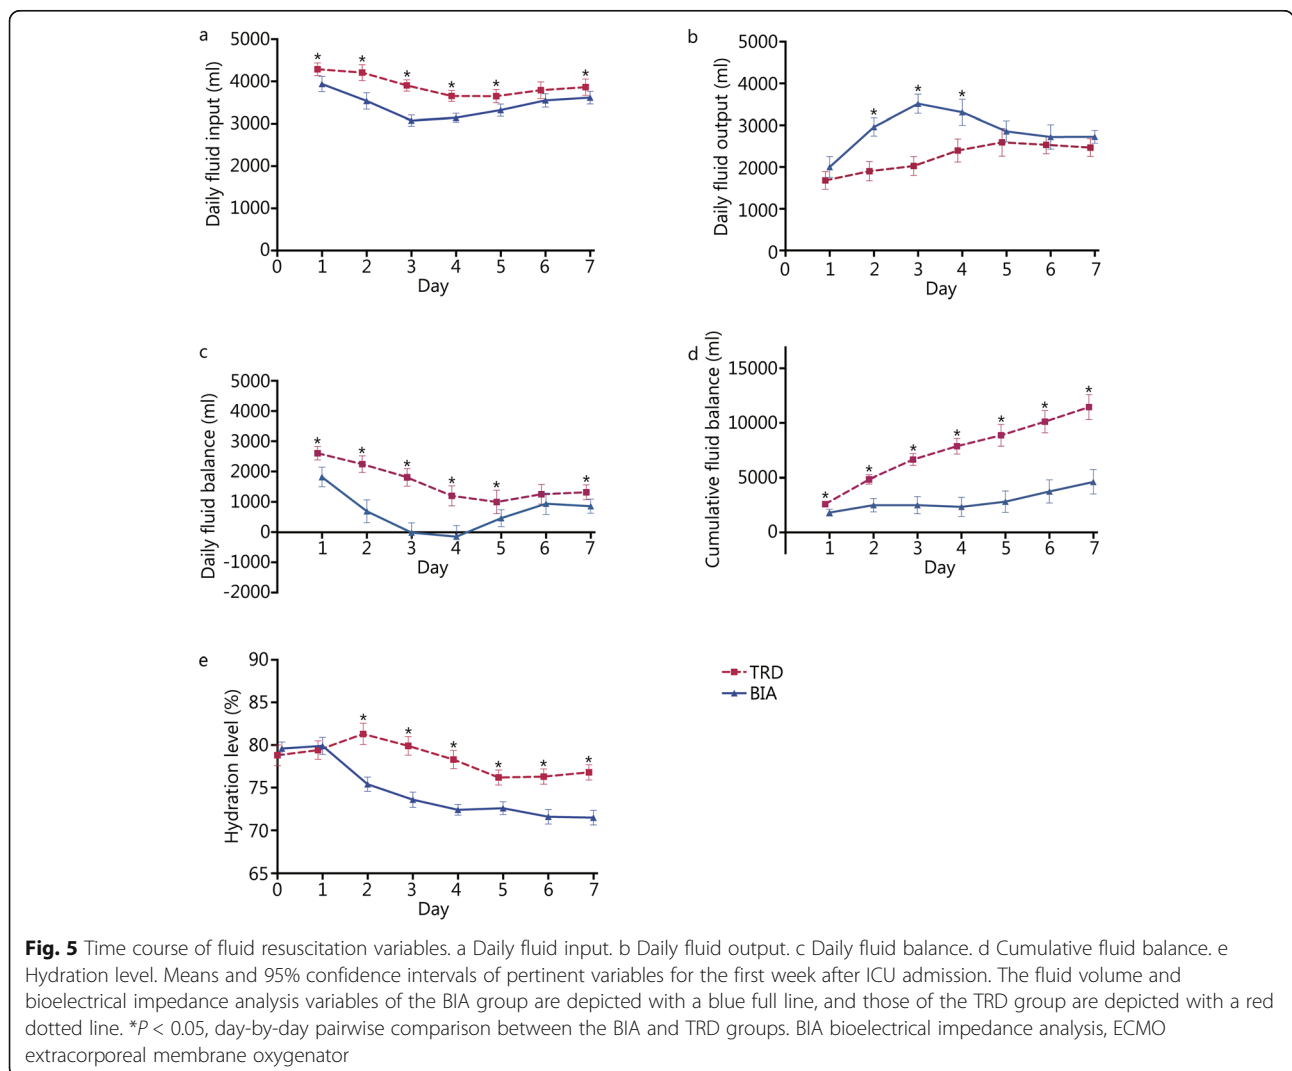 a
5000
4000
3000
2000
1000
0
Daily fluid input (ml)
* * * * * *
0 1 2 3 4 5 6 7
Day
b
5000
4000
3000
2000
1000
0
Daily fluid output (ml)
* * *
0 1 2 3 4 5 6 7
Day
c
5000
4000
3000
2000
1000
0
-1000
-2000
Daily fluid balance (ml)
* * * * * *
1 2 3 4 5 6 7
Day
d
15000
10000
5000
0
Cumulative fluid balance (ml)
* * * * * * *
1 2 3 4 5 6 7
Day
e
90
85
80
75
70
65
Hydration level (%)
* * * * * *
0 1 2 3 4 5 6 7
Day
TRD
BIA
Fig. 5 Time course of fluid resuscitation variables. a Daily fluid input. b Daily fluid output. c Daily fluid balance. d Cumulative fluid balance. e
Hydration level. Means and 95% confidence intervals of pertinent variables for the first week after ICU admission. The fluid volume and
bioelectrical impedance analysis variables of the BIA group are depicted with a blue full line, and those of the TRD group are depicted with a red
dotted line. *P < 0.05, day-by-day pairwise comparison between the BIA and TRD groups. BIA bioelectrical impedance analysis, ECMO
extracorporeal membrane oxygenator